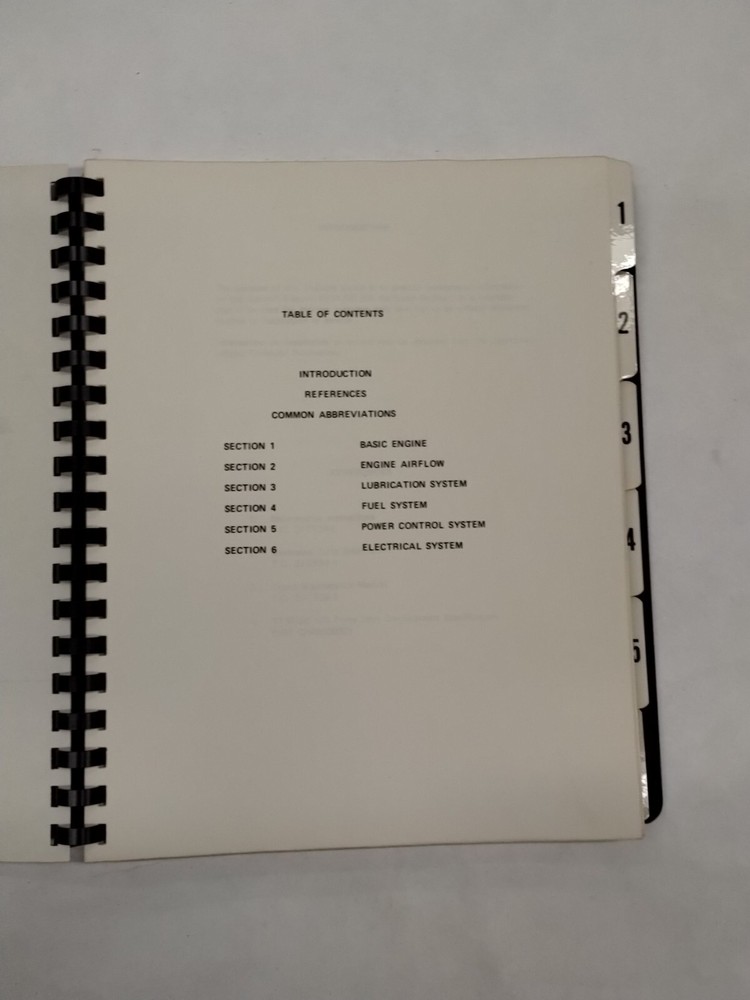 TABLE OF CONTENTS
INTRODUCTION
REFERENCES
COMMON ABBREVIATIONS
SECTION 1 BASIC ENGINE
SECTION 2 ENGINE AIRFLOW
SECTION 3 LUBRICATION SYSTEM
SECTION 4 FUEL SYSTEM
SECTION 5 POWER CONTROL SYSTEM
SECTION 6 ELECTRICAL SYSTEM
1
2
3
4
5